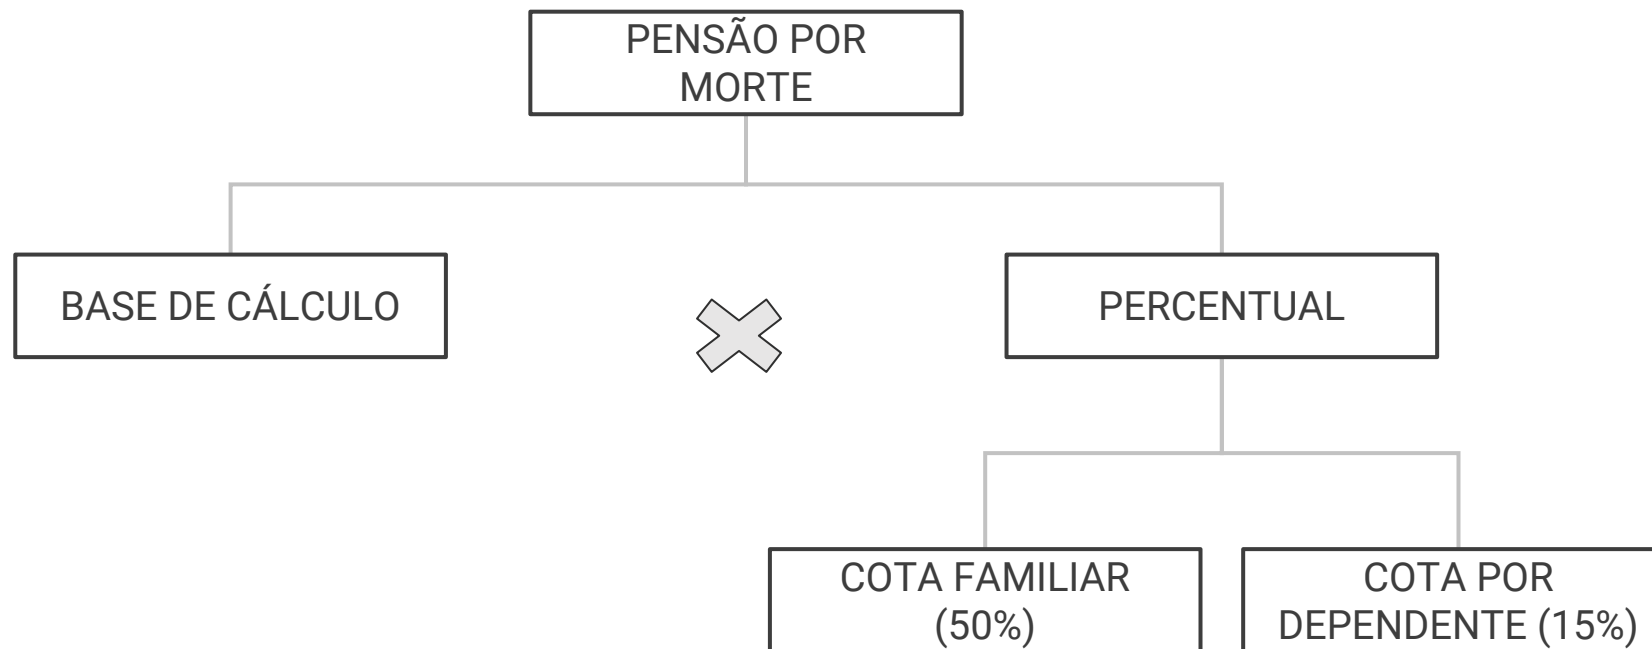 PENSÃO POR
MORTE
BASE DE CÁLCULO
PERCENTUAL
COTA FAMILIAR
(50%)
COTA POR
DEPENDENTE (15%)